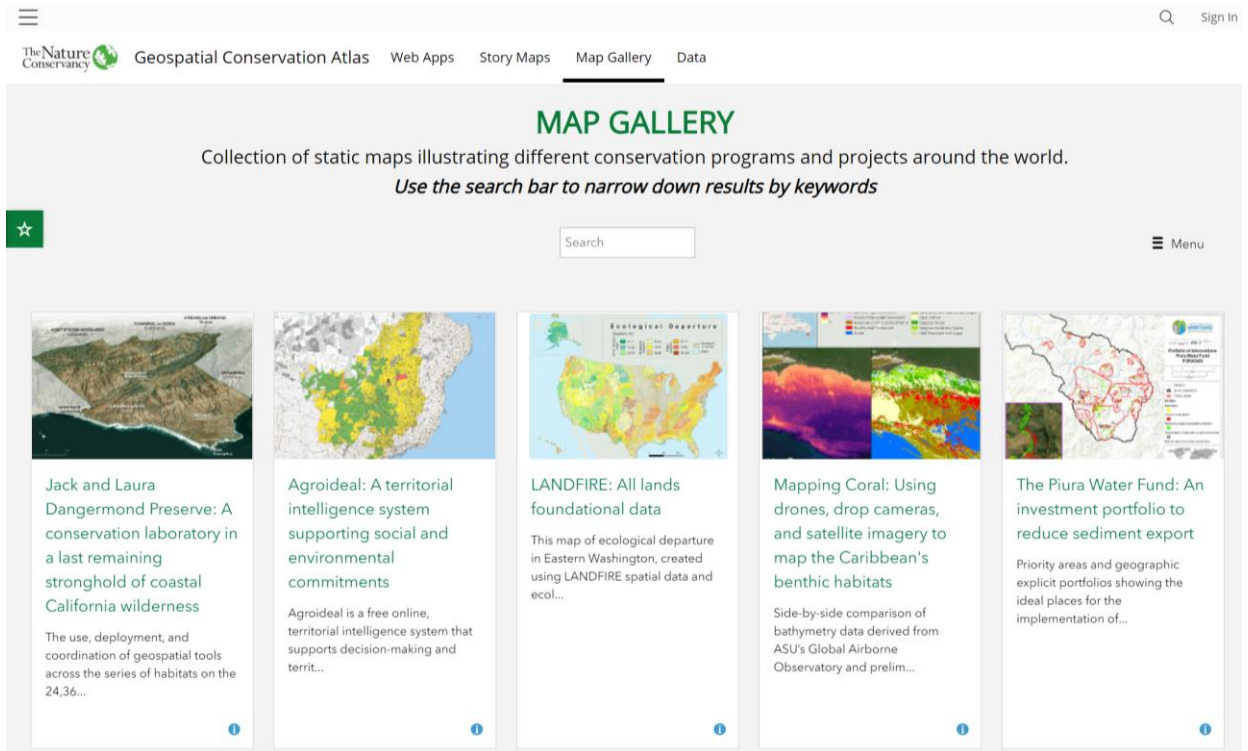 Sign In
The Nature
Conservancy
Geospatial Conservation Atlas
Web Apps
Story Maps
Map Gallery
Data
MAP GALLERY
Collection of static maps illustrating different conservation programs and projects around the world.
Use the search bar to narrow down results by keywords
Search
Menu
Jack and Laura
Dangermond Preserve: A
conservation laboratory in
a last remaining
stronghold of coastal
California wilderness
The use, deployment, and
coordination of geospatial tools
across the series of habitats on the
24,36...
Agroideal: A territorial
intelligence system
supporting social and
environmental
commitments
Agroideal is a free online,
territorial intelligence system that
supports decision-making and
territ...
Ecological Departure
LANDFIRE: All lands
foundational data
This map of ecological departure
in Eastern Washington, created
using LANDFIRE spatial data and
ecol...
Mapping Coral: Using
drones, drop cameras,
and satellite imagery to
map the Caribbean's
benthic habitats
Side-by-side comparison of
bathymetry data derived from
ASU's Global Airborne
Observatory and prelim...
The Piura Water Fund: An
investment portfolio to
reduce sediment export
Priority areas and geographic
explicit portfolios showing the
ideal places for the
implementation of...